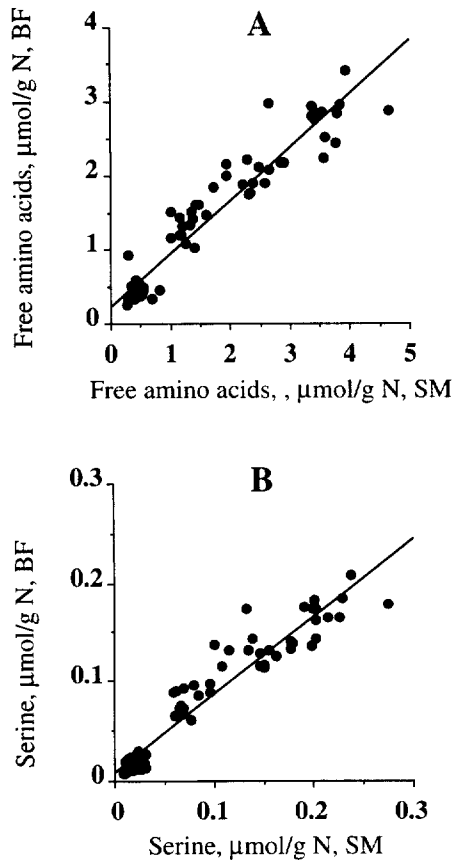 A
Free amino acids, μmol/g N, BF
4
3
2
1
0
0 1 2 3 4 5
Free amino acids, , μmol/g N, SM
B
Serine, μmol/g N, BF
0.3
0.2
0.1
0
0 0.1 0.2 0.3
Serine, μmol/g N, SM